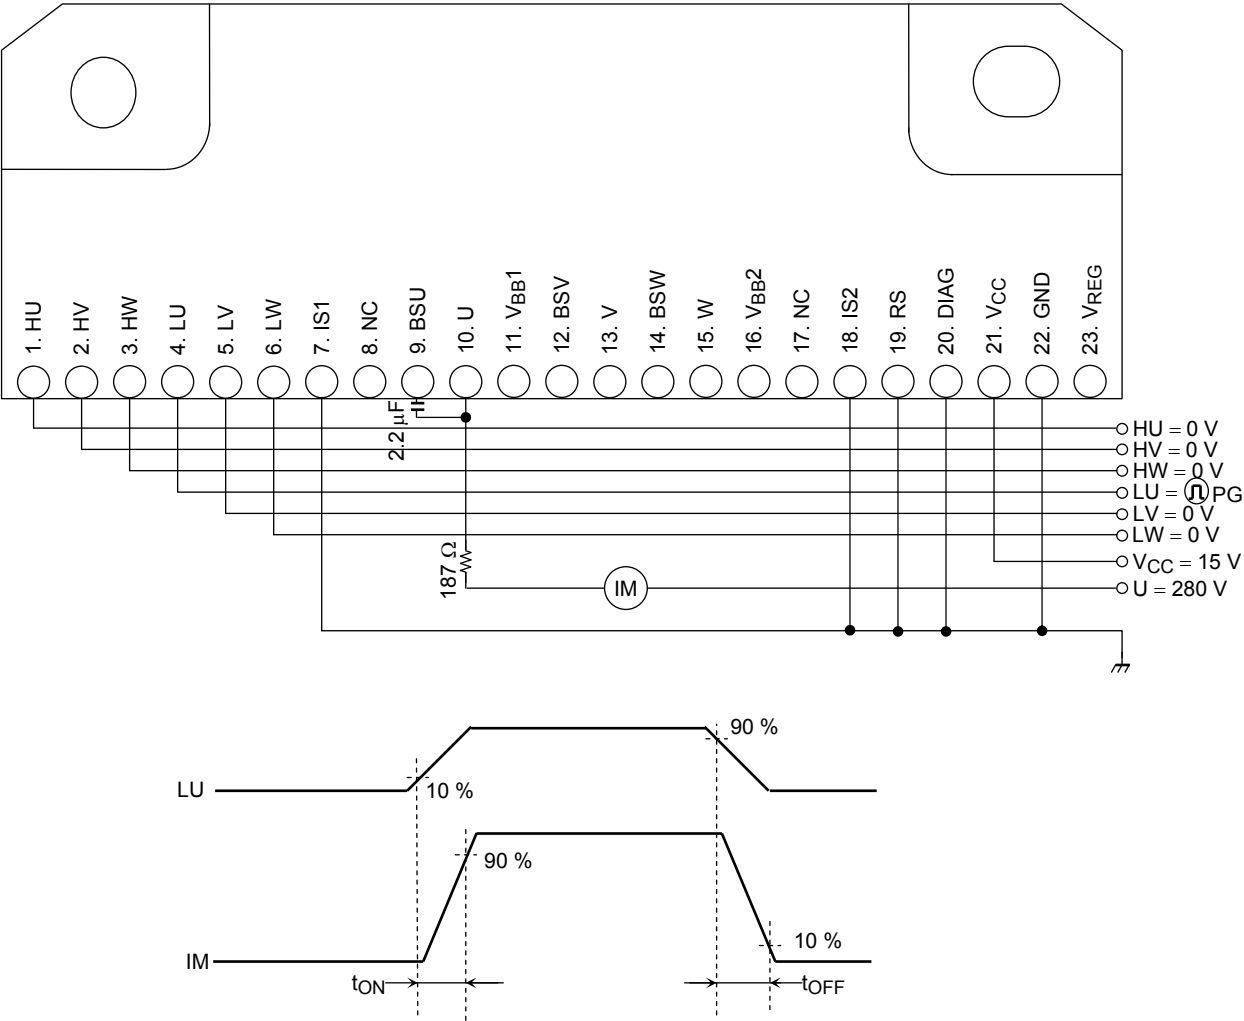 1. HU
2. HV
3. HW
4. LU
5. LV
6. LW
7. IS1
8. NC
9. BSU
10. U
11. VBB1
12. BSV
13. V
14. BSW
15. W
16. VBB2
17. NC
18. IS2
19. RS
20. DIAG
21. VCC
22. GND
23. VREG
2.2 μF
HU = 0 V
HV = 0 V
HW = 0 V
LU = PG
LV = 0 V
LW = 0 V
VCC = 15 V
187 Ω
IM
U = 280 V
90 %
LU
10 %
90 %
10 %
IM
tON
tOFF